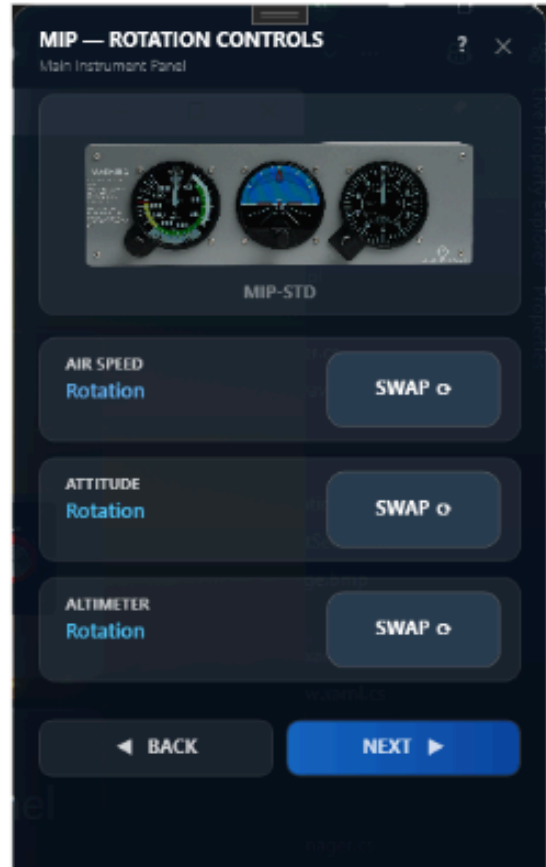 MIP — ROTATION CONTROLS
?
Main Instrument Panel
MIP-STD
AIR SPEED
Rotation
SWAP ⟳
ATTITUDE
Rotation
SWAP ⟳
ALTIMETER
Rotation
SWAP ⟳
◀ BACK
NEXT ▶